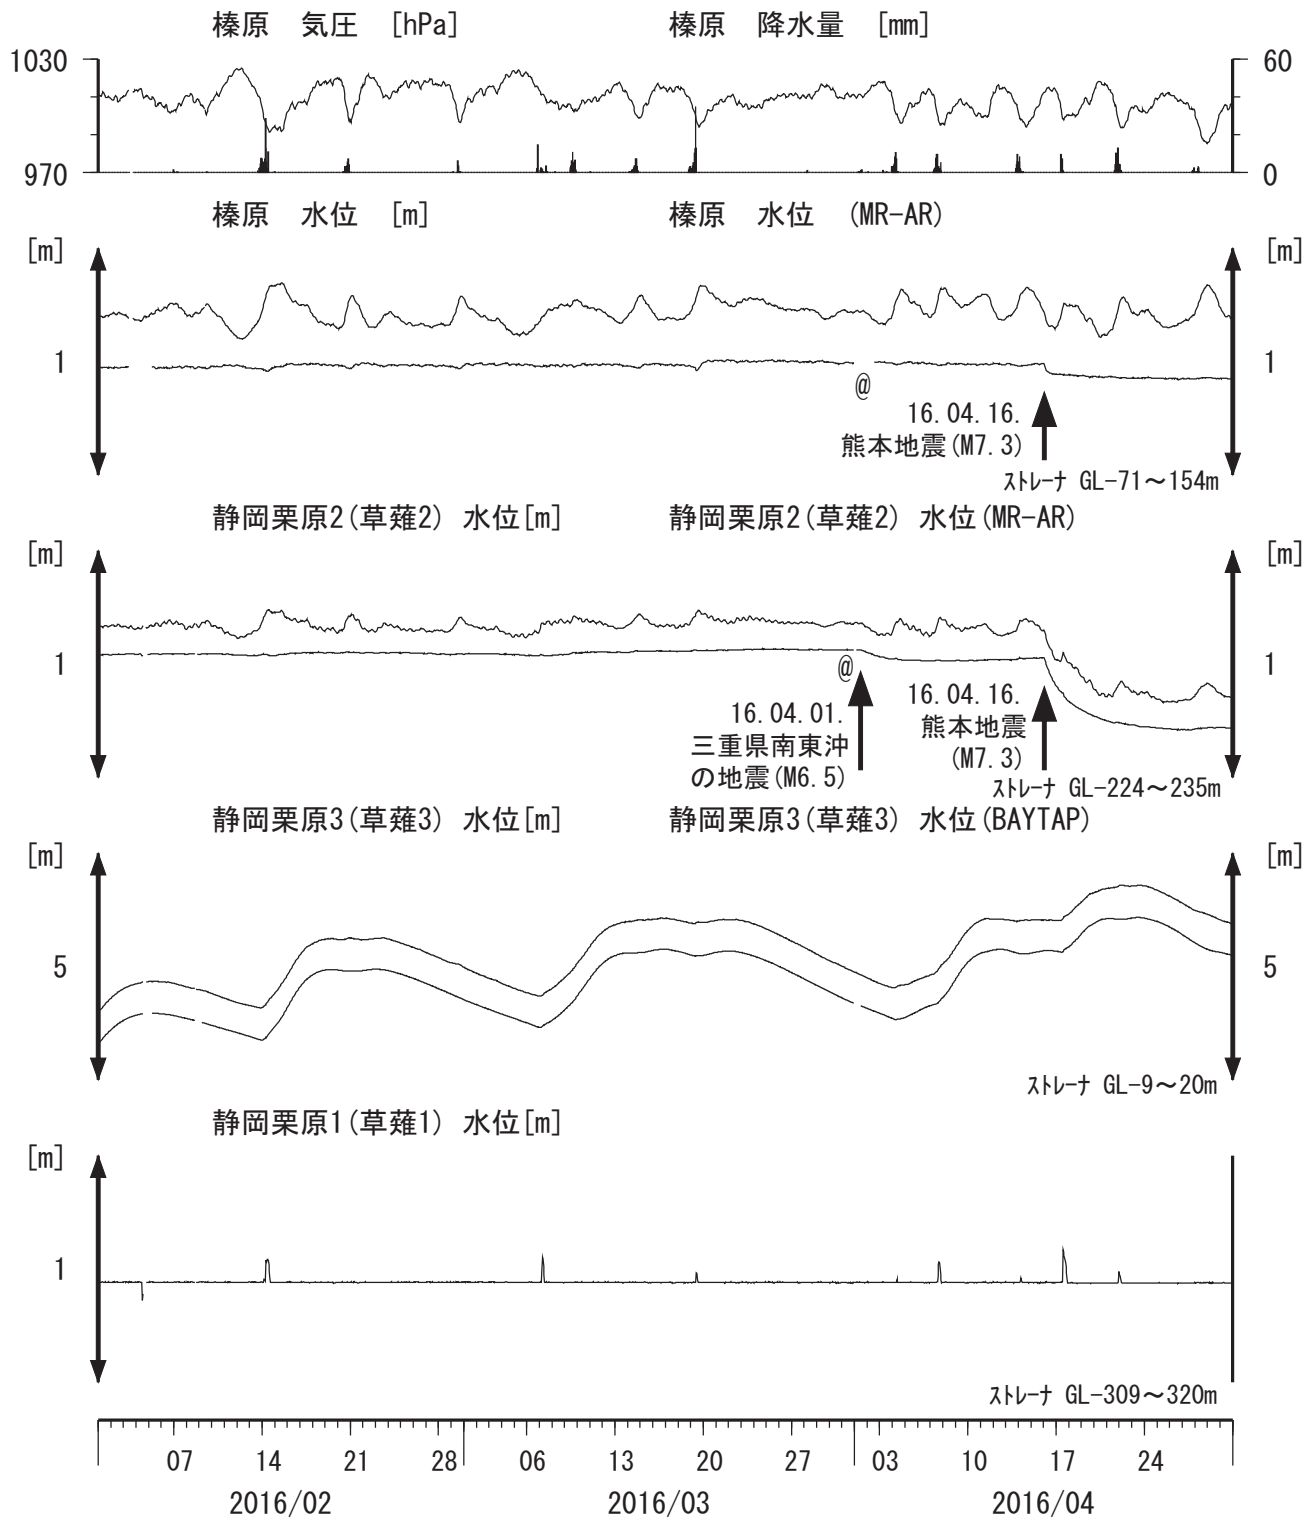 榛原　気圧　[hPa]　榛原　降水量　[mm]
1030　60
970　0
榛原　水位　[m]　榛原　水位　(MR-AR)
[m]　[m]
1　1
@
16.04.16.
熊本地震(M7.3)
ｽﾄﾚｰﾅ GL-71～154m
静岡栗原2(草薙2) 水位[m]　静岡栗原2(草薙2) 水位(MR-AR)
[m]　[m]
1　1
@
16.04.01.
三重県南東沖
の地震(M6.5)
16.04.16.
熊本地震
(M7.3)
ｽﾄﾚｰﾅ GL-224～235m
静岡栗原3(草薙3) 水位[m]　静岡栗原3(草薙3) 水位(BAYTAP)
[m]　[m]
5　5
ｽﾄﾚｰﾅ GL-9～20m
静岡栗原1(草薙1) 水位[m]
[m]
1
ｽﾄﾚｰﾅ GL-309～320m
07　14　21　28　06　13　20　27　03　10　17　24
2016/02　2016/03　2016/04